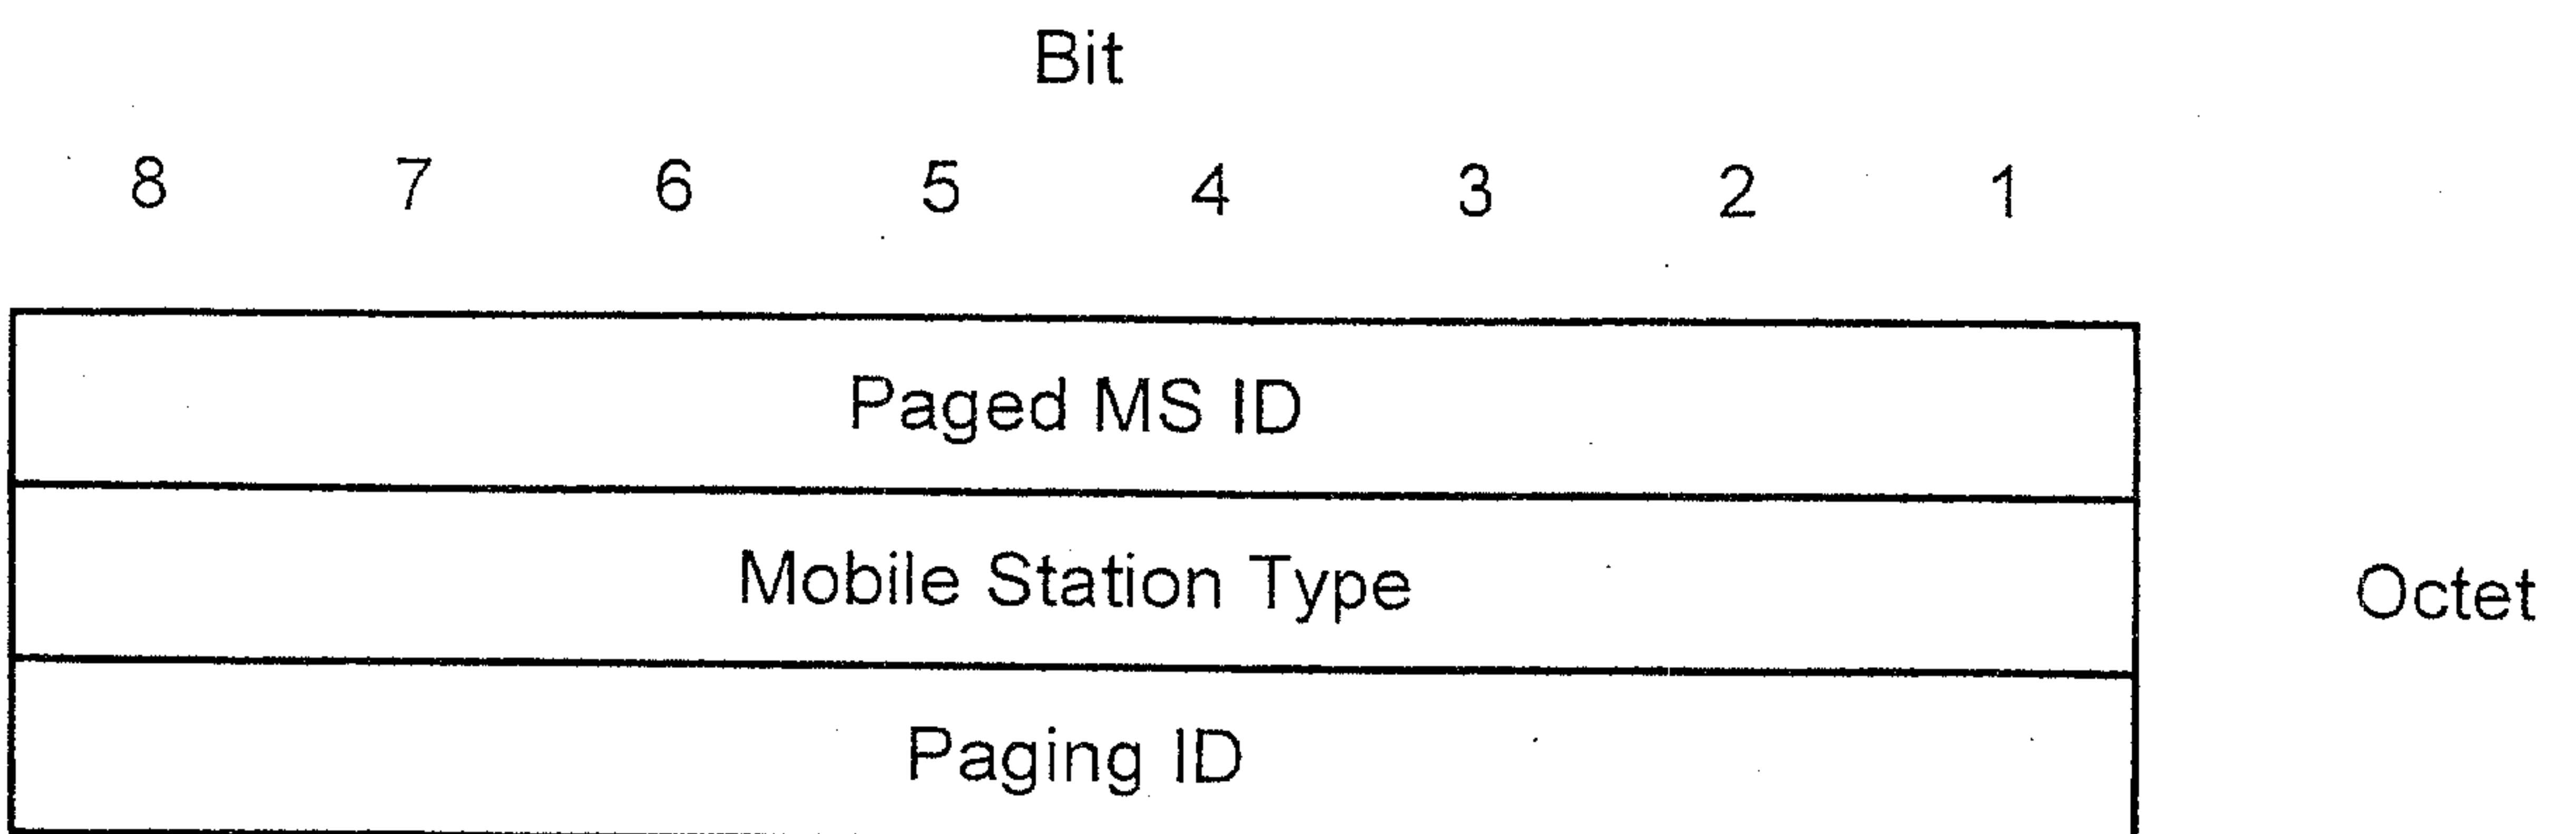 Bit
8 7 6 5 4 3 2 1
Paged MS ID
Mobile Station Type
Octet
Paging ID